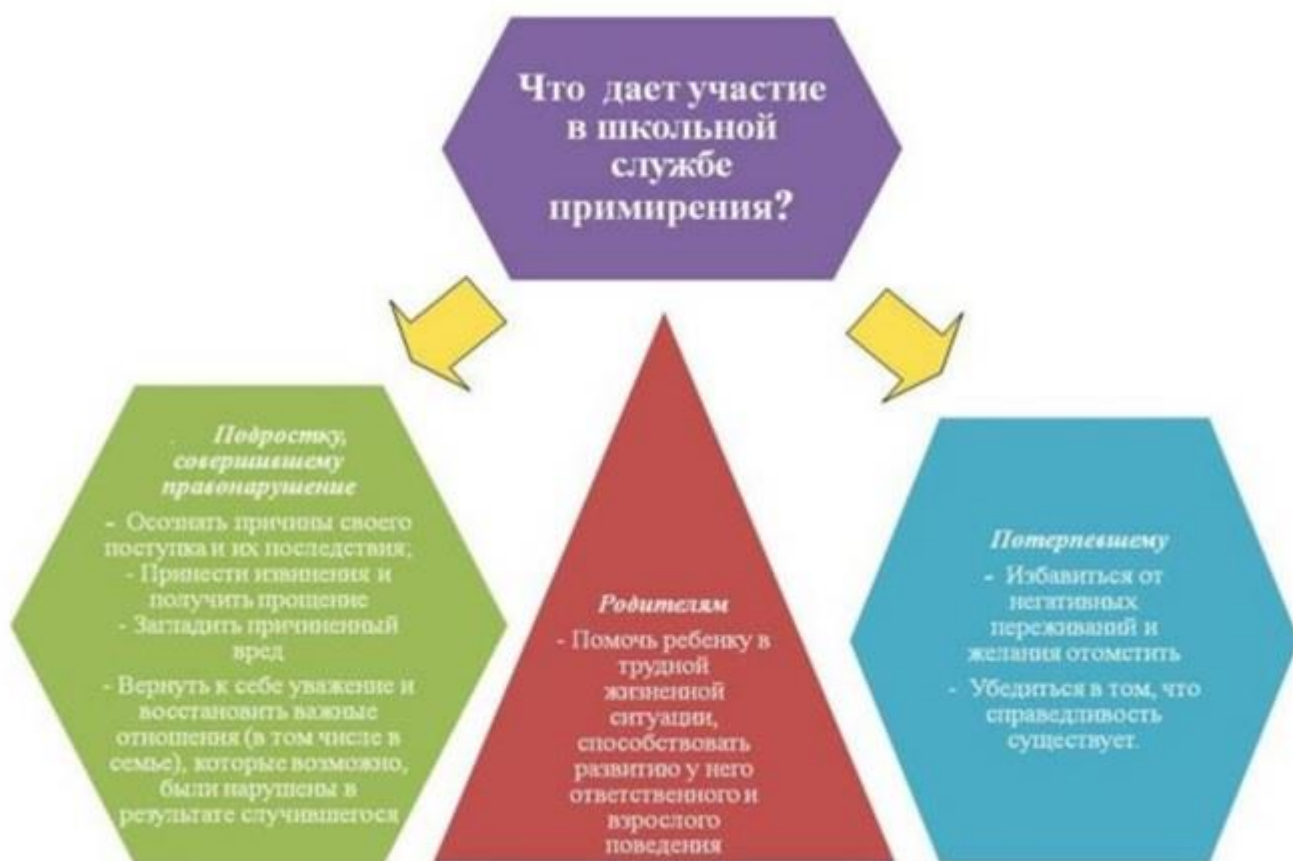 Что дает участие
в школьной
службе
примирения?
Подростку,
совершившему
правонарушение
- Осознать причины своего
поступка и их последствия;
- Принести извинения и
получить прощение
- Загладить причиненный
вред
- Вернуть к себе уважение и
восстановить важные
отношения (в том числе в
семье), которые возможно,
были нарушены в
результате случившегося
Родителям
- Помочь ребенку в
трудной
жизненной
ситуации,
способствовать
развитию у него
ответственного и
взрослого
поведения
Потерпевшему
- Избавиться от
негативных
переживаний и
желания отомстить
- Убедиться в том, что
справедливость
существует.